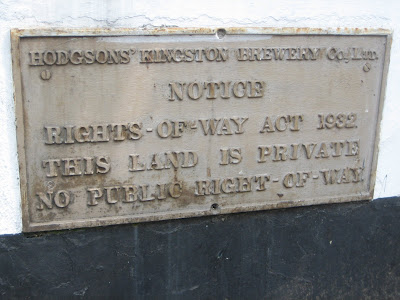 HODGSONS' KINGSTON BREWERY Co., LTD.
NOTICE
RIGHTS-OF-WAY ACT 1932
THIS LAND IS PRIVATE
NO PUBLIC RIGHT-OF-WAY.